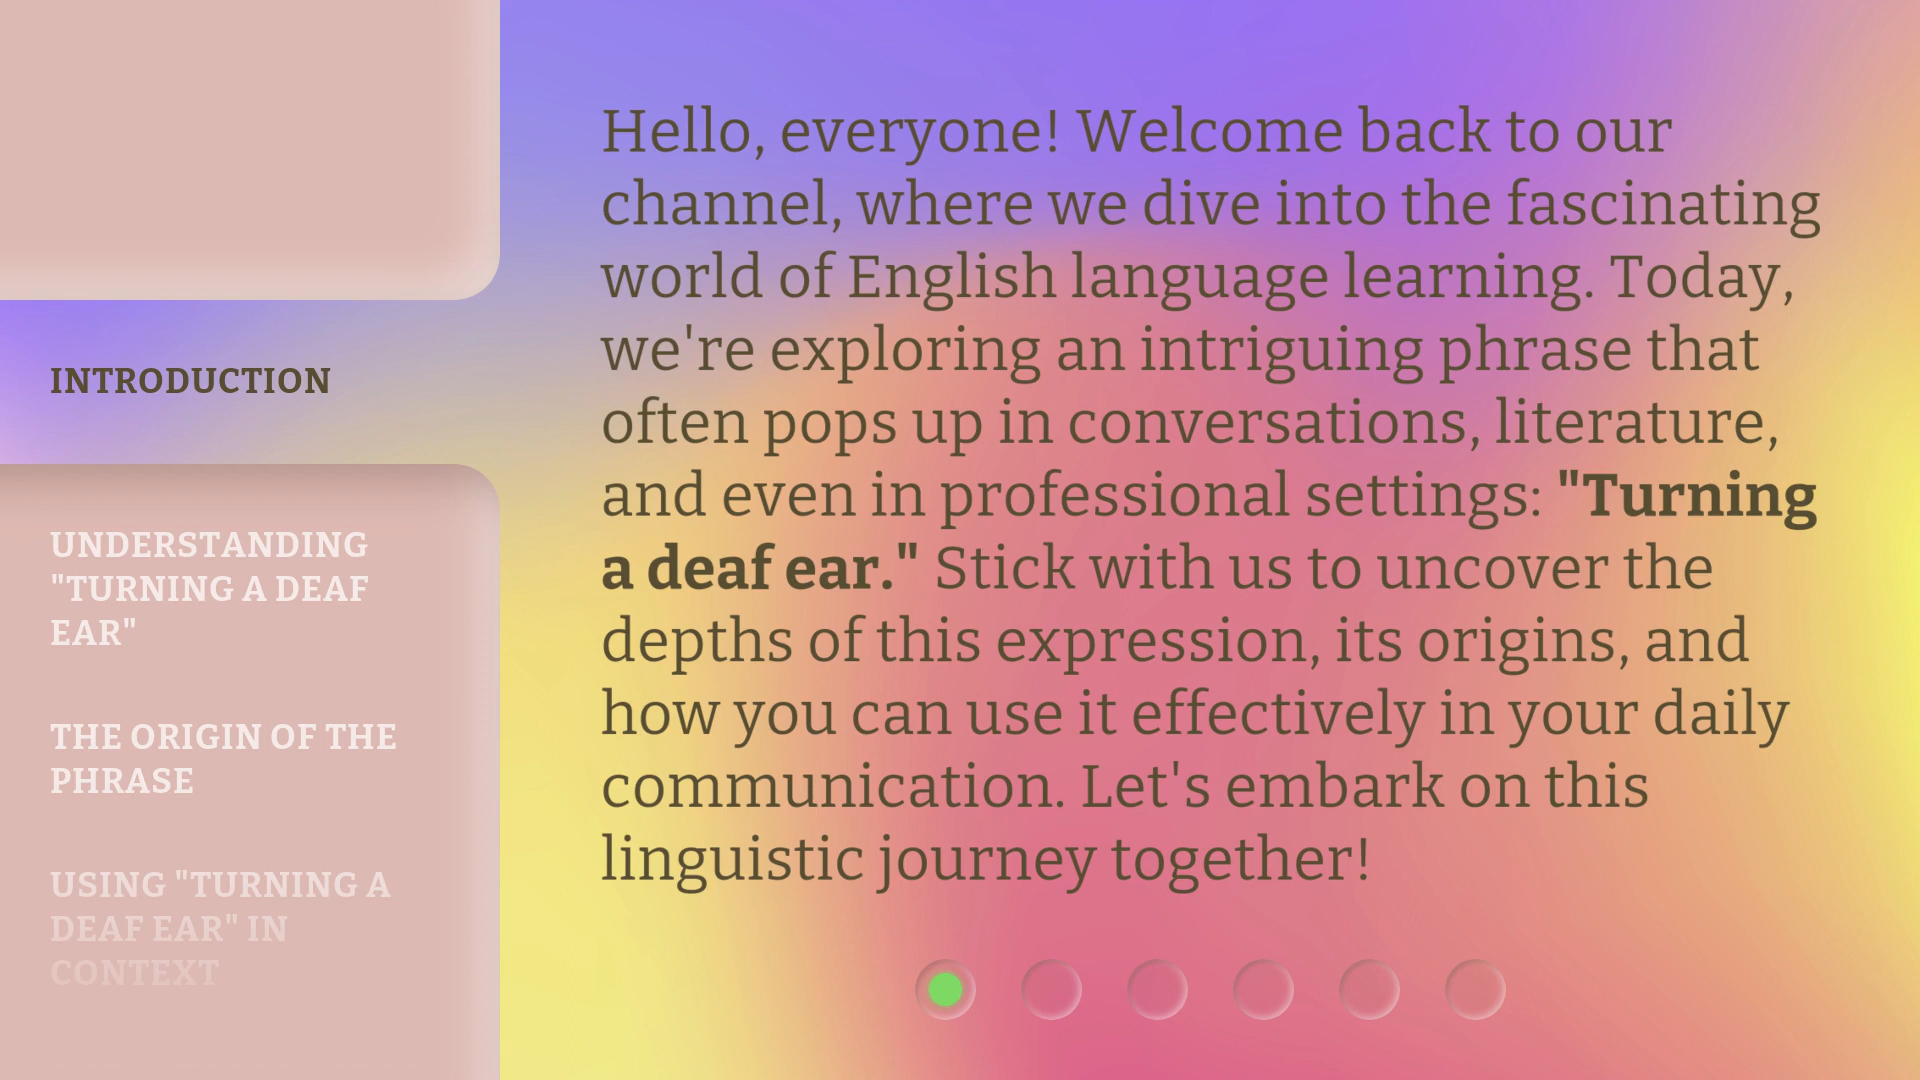 INTRODUCTION
UNDERSTANDING
"TURNING A DEAF
EAR"
THE ORIGIN OF THE
PHRASE
USING "TURNING A
DEAF EAR" IN
CONTEXT
Hello, everyone! Welcome back to our
channel, where we dive into the fascinating
world of English language learning. Today,
we're exploring an intriguing phrase that
often pops up in conversations, literature,
and even in professional settings: "Turning
a deaf ear." Stick with us to uncover the
depths of this expression, its origins, and
how you can use it effectively in your daily
communication. Let's embark on this
linguistic journey together!